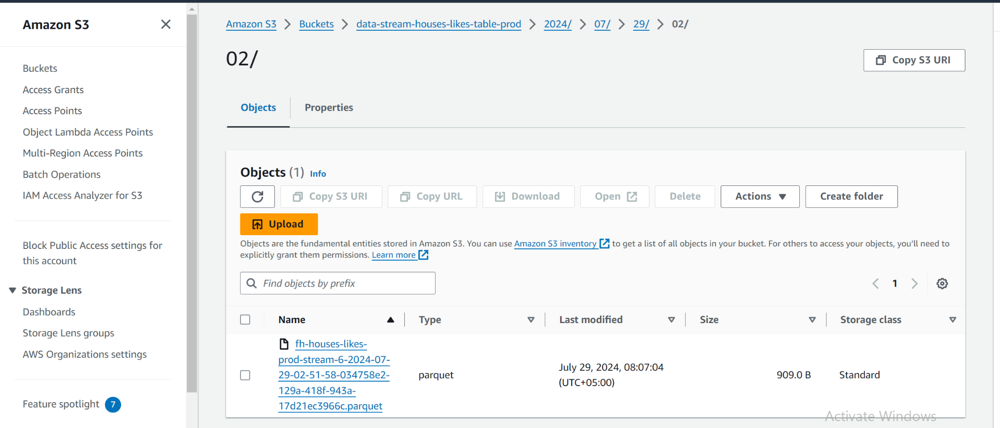 Amazon S3
Buckets
Access Grants
Access Points
Object Lambda Access Points
Multi-Region Access Points
Batch Operations
IAM Access Analyzer for S3
Block Public Access settings for
this account
Storage Lens
Dashboards
Storage Lens groups
AWS Organizations settings
Feature spotlight 7
Amazon S3 Buckets data-stream-houses-likes-table-prod 2024/ 07/ 29/ 02/
02/
Copy S3 URI
Objects Properties
Objects (1) Info
Copy S3 URI Copy URL Download Open Delete Actions Create folder
Upload
Objects are the fundamental entities stored in Amazon S3. You can use Amazon S3 inventory to get a list of all objects in your bucket. For others to access your objects, you’ll need to
explicitly grant them permissions. Learn more
Find objects by prefix
1
Name Type Last modified Size Storage class
fh-houses-likes-
prod-stream-6-2024-07-
29-02-51-58-034758e2-
129a-418f-943a-
17d21ec3966c.parquet
parquet
July 29, 2024, 08:07:04
(UTC+05:00)
909.0 B
Standard
Activate Windows